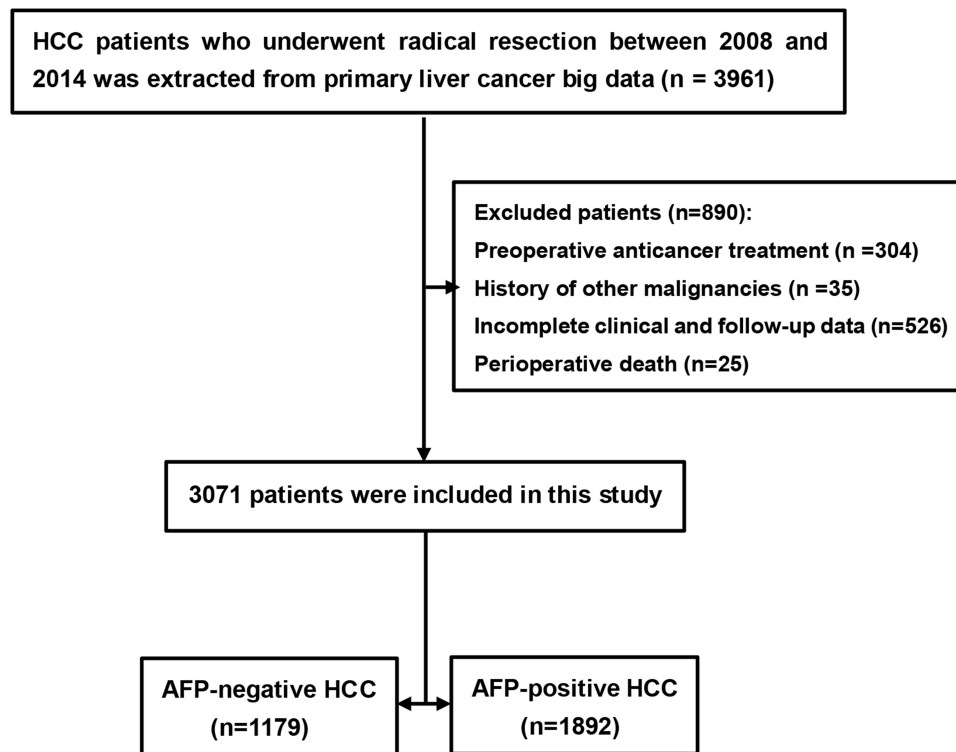 HCC patients who underwent radical resection between 2008 and
2014 was extracted from primary liver cancer big data (n = 3961)
Excluded patients (n=890):
Preoperative anticancer treatment (n =304)
History of other malignancies (n =35)
Incomplete clinical and follow-up data (n=526)
Perioperative death (n=25)
3071 patients were included in this study
AFP-negative HCC
(n=1179)
AFP-positive HCC
(n=1892)